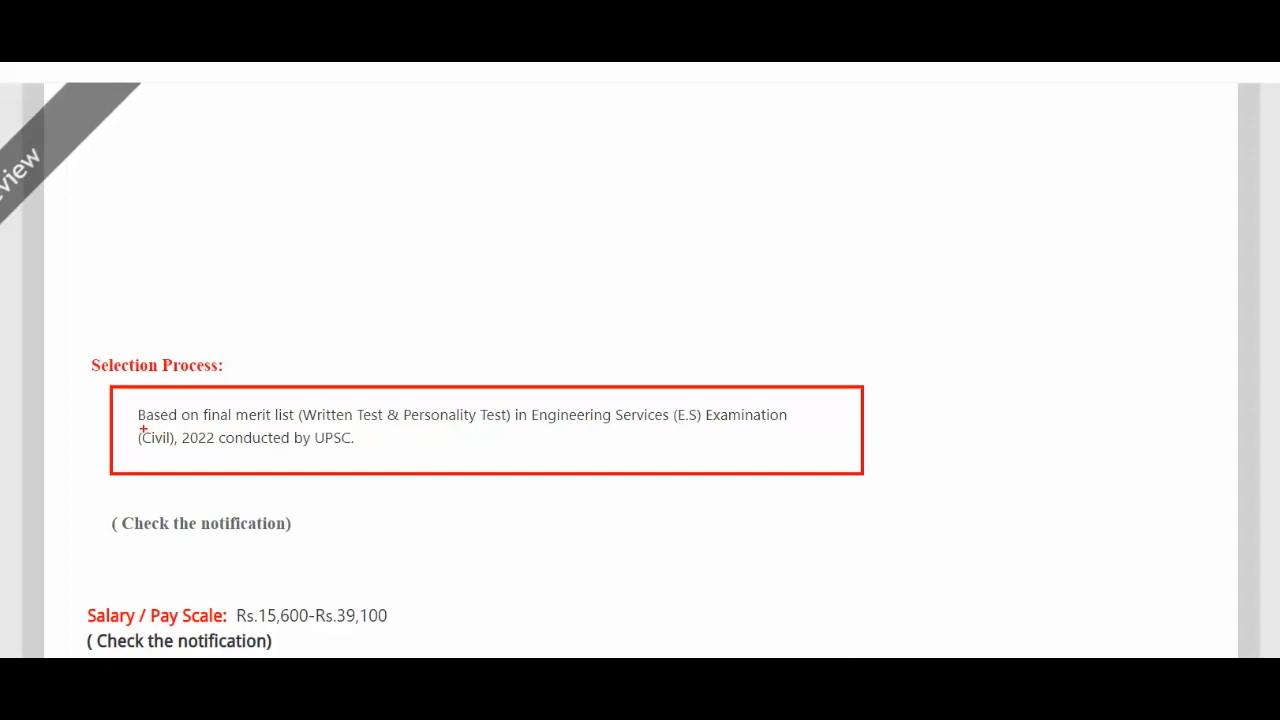 Selection Process:
Based on final merit list (Written Test & Personality Test) in Engineering Services (E.S) Examination
(Civil), 2022 conducted by UPSC.
( Check the notification)
Salary / Pay Scale: Rs.15,600-Rs.39,100
( Check the notification)